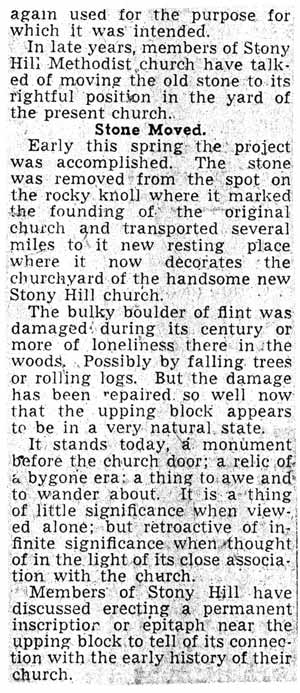 again used for the purpose for
which it was intended.
In late years, members of Stony
Hill Methodist church have talk-
ed of moving the old stone to its
rightful position in the yard of
the present church.
Stone Moved.
Early this spring the project
was accomplished. The stone
was removed from the spot on
the rocky knoll where it marked
the founding of the original
church and transported several
miles to it new resting place
where it now decorates the
churchyard of the handsome new
Stony Hill church.
The bulky boulder of flint was
damaged during its century or
more of loneliness there in the
woods. Possibly by falling trees
or rolling logs. But the damage
has been repaired so well now
that the upping block appears
to be in a very natural state.
It stands today, a monument
before the church door; a relic of
a bygone era; a thing to awe and
to wander about. It is a thing
of little significance when view-
ed alone; but retroactive of in-
finite significance when thought
of in the light of its close associa-
tion with the church.
Members of Stony Hill have
discussed erecting a permanent
inscription or epitaph near the
upping block to tell of its connec-
tion with the early history of their
church.